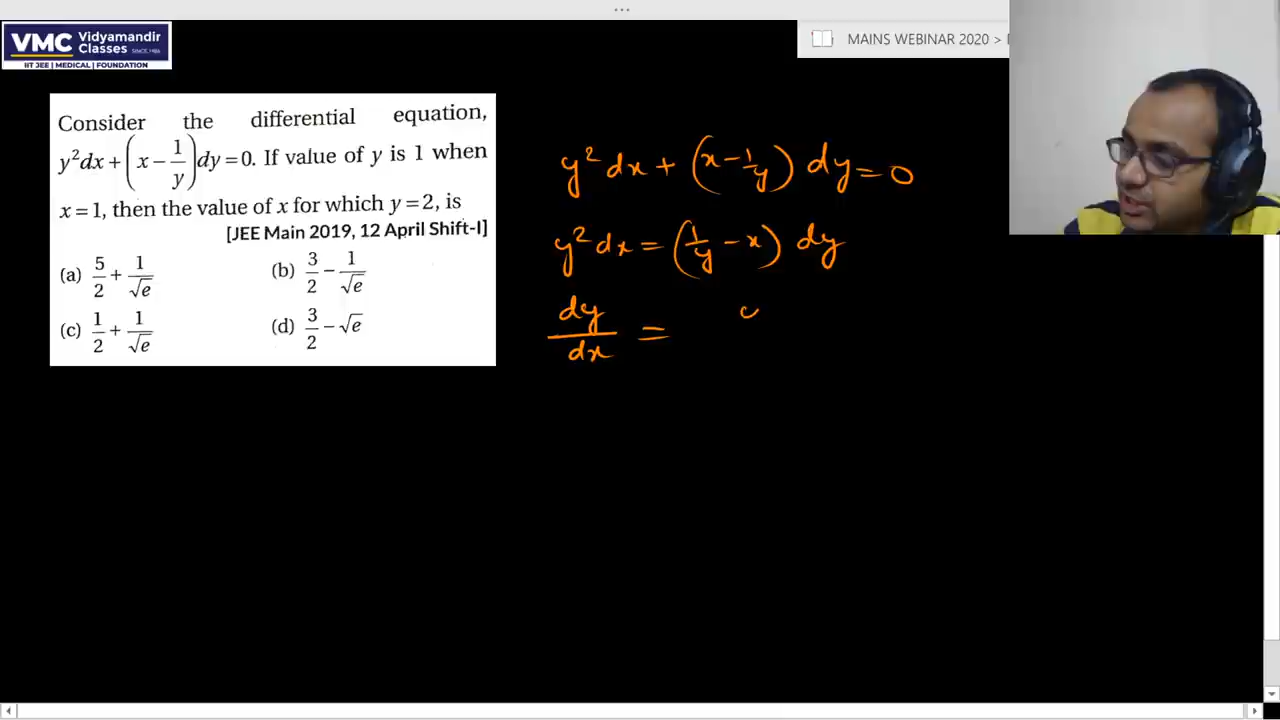 VMC Vidyamandir Classes SINCE 1986
IIT JEE | MEDICAL | FOUNDATION
MAINS WEBINAR 2020 >
Consider the differential equation,
y²dx + (x − 1/y)dy = 0. If value of y is 1 when
x = 1, then the value of x for which y = 2, is
[JEE Main 2019, 12 April Shift-I]
(a) 5/2 + 1/√e (b) 3/2 − 1/√e
(c) 1/2 + 1/√e (d) 3/2 − √e
y² dx + (x − 1/y) dy = 0
y² dx = (1/y − x) dy
dy/dx =